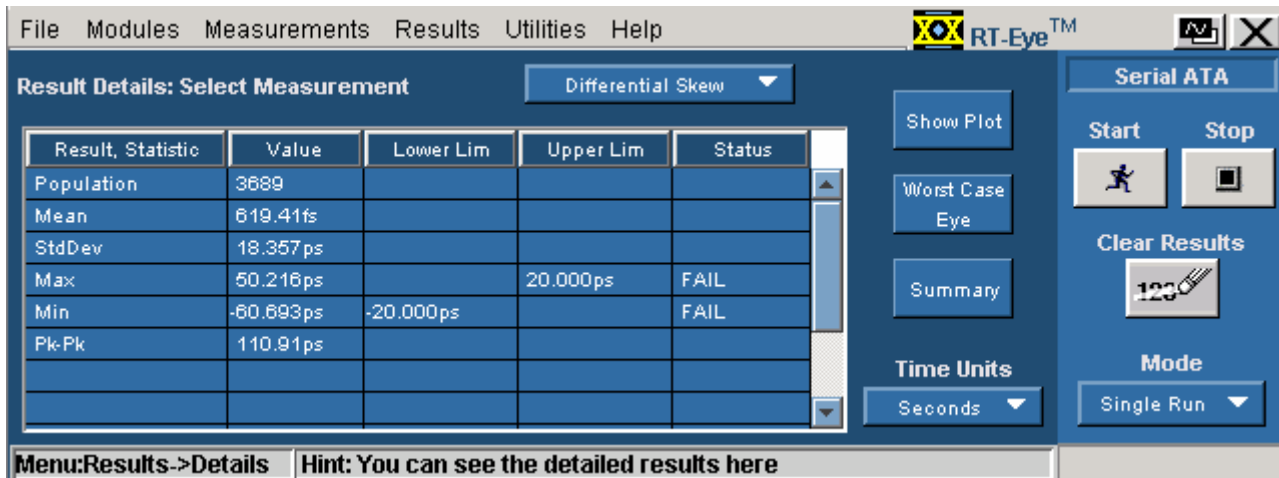 File Modules Measurements Results Utilities Help RT-Eye™
Result Details: Select Measurement Differential Skew
Serial ATA
Result, Statistic Value Lower Lim Upper Lim Status
Population 3689
Mean 619.41fs
StdDev 18.357ps
Max 50.216ps 20.000ps FAIL
Min -60.693ps -20.000ps FAIL
Pk-Pk 110.91ps
Show Plot
Worst Case
Eye
Summary
Time Units
Seconds
Start Stop
Clear Results
123
Mode
Single Run
Menu:Results->Details Hint: You can see the detailed results here